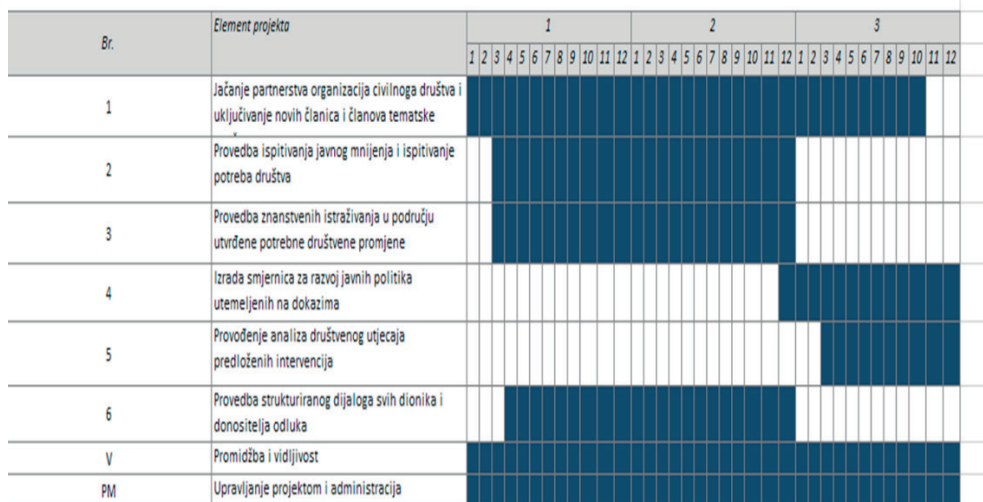 Br. Element projekta 1 2 3
1 2 3 4 5 6 7 8 9 10 11 12 1 2 3 4 5 6 7 8 9 10 11 12 1 2 3 4 5 6 7 8 9 10 11 12
1 Jačanje partnerstva organizacija civilnoga društva i
uključivanje novih članica i članova tematske
2 Provedba ispitivanja javnog mnijenja i ispitivanje
potreba društva
3 Provedba znanstvenih istraživanja u području
utvrđene potrebne društvene promjene
4 Izrada smjernica za razvoj javnih politika
utemeljenih na dokazima
5 Provođenje analiza društvenog utjecaja
predloženih intervencija
6 Provedba strukturiranog dijaloga svih dionika i
donositelja odluka
V Promidžba i vidljivost
PM Upravljanje projektom i administracija